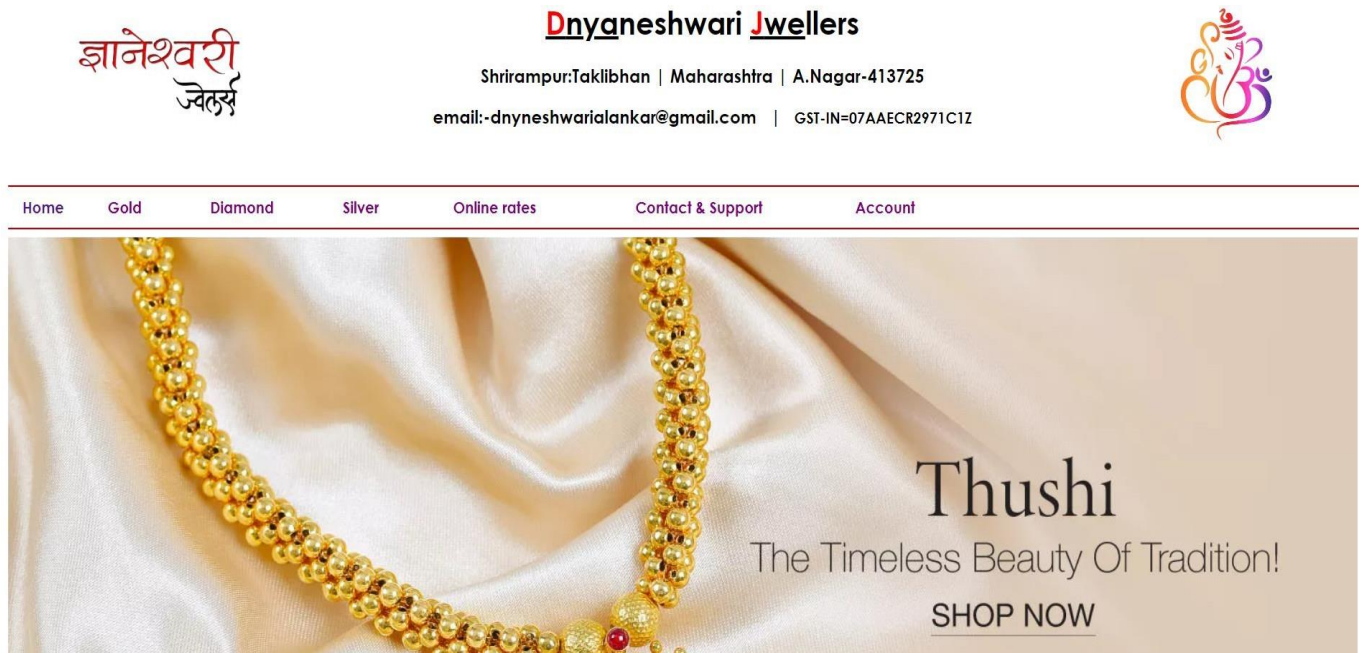 ज्ञानेश्वरी
ज्वेलर्स
Dnyaneshwari Jwellers
Shrirampur:Taklibhan | Maharashtra | A.Nagar-413725
email:-dnyneshwarialankar@gmail.com | GST-IN=07AAECR2971C1Z
Home Gold Diamond Silver Online rates Contact & Support Account
Thushi
The Timeless Beauty Of Tradition!
SHOP NOW